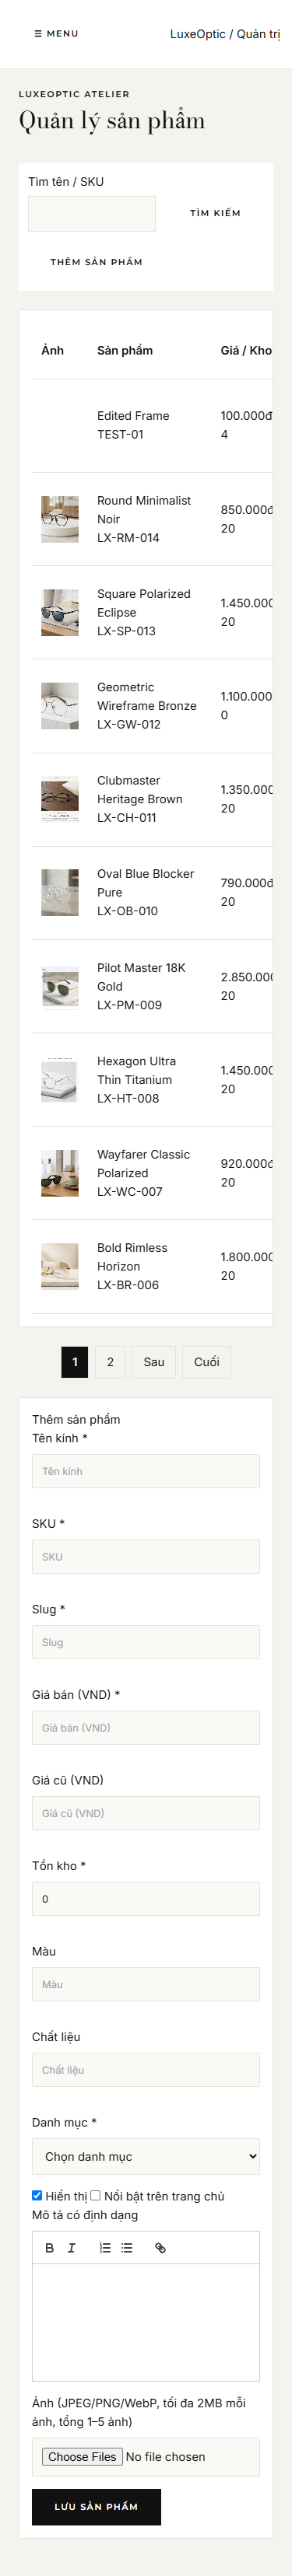 ☰ MENU
LuxeOptic / Quản trị
LUXEOPTIC ATELIER
Quản lý sản phẩm
Tìm tên / SKU
TÌM KIẾM
THÊM SẢN PHẨM
Ảnh Sản phẩm Giá / Kho
Edited Frame
TEST-01
100.000đ
4
Round Minimalist
Noir
LX-RM-014
850.000đ
20
Square Polarized
Eclipse
LX-SP-013
1.450.000
20
Geometric
Wireframe Bronze
LX-GW-012
1.100.000
0
Clubmaster
Heritage Brown
LX-CH-011
1.350.000
20
Oval Blue Blocker
Pure
LX-OB-010
790.000đ
20
Pilot Master 18K
Gold
LX-PM-009
2.850.000
20
Hexagon Ultra
Thin Titanium
LX-HT-008
1.450.000
20
Wayfarer Classic
Polarized
LX-WC-007
920.000đ
20
Bold Rimless
Horizon
LX-BR-006
1.800.000
20
1 2 Sau Cuối
Thêm sản phẩm
Tên kính *
Tên kính
SKU *
SKU
Slug *
Slug
Giá bán (VND) *
Giá bán (VND)
Giá cũ (VND)
Giá cũ (VND)
Tồn kho *
0
Màu
Màu
Chất liệu
Chất liệu
Danh mục *
Chọn danh mục
Hiển thị Nổi bật trên trang chủ
Mô tả có định dạng
Ảnh (JPEG/PNG/WebP, tối đa 2MB mỗi
ảnh, tổng 1–5 ảnh)
Choose Files No file chosen
LƯU SẢN PHẨM